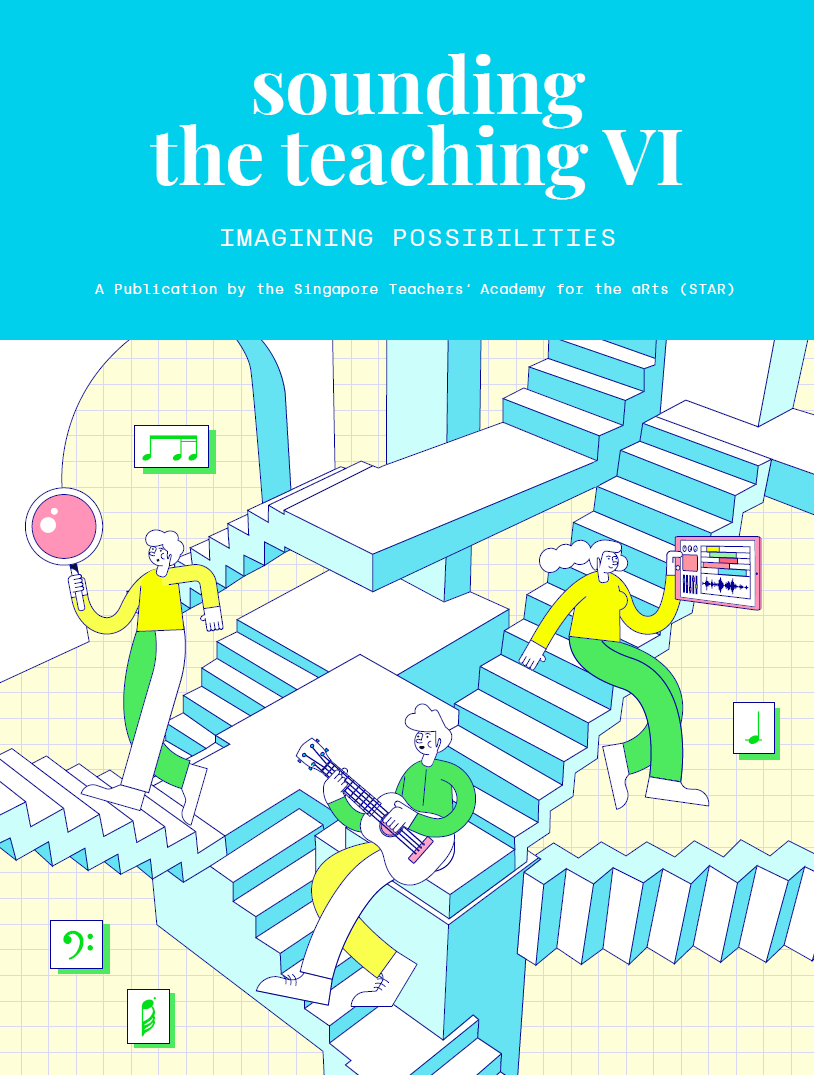 sounding
the teaching VI
IMAGINING POSSIBILITIES
A Publication by the Singapore Teachers’ Academy for the aRts (STAR)